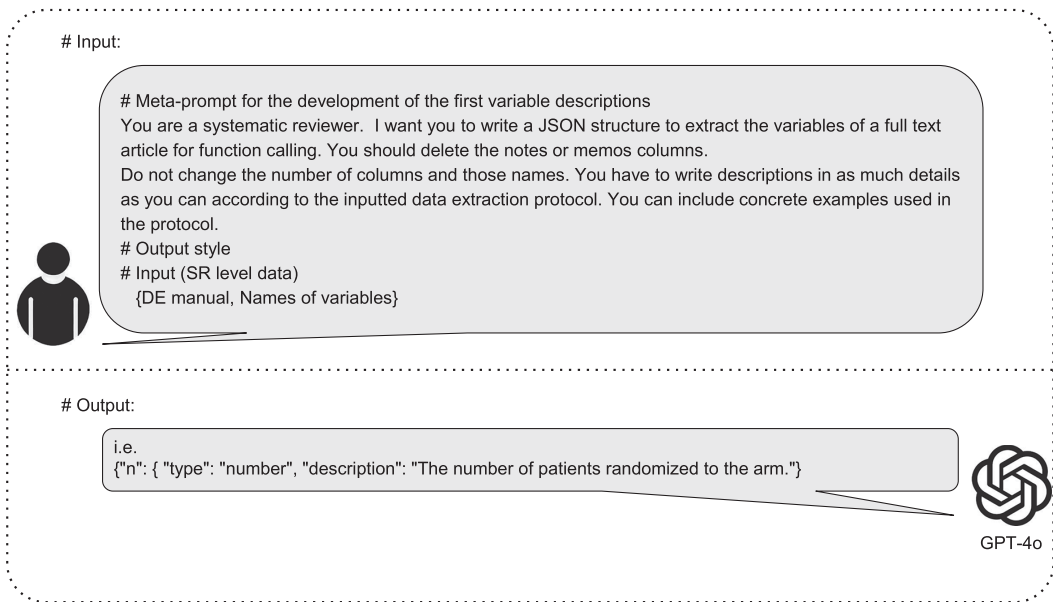 # Input:
# Meta-prompt for the development of the first variable descriptions
You are a systematic reviewer.  I want you to write a JSON structure to extract the variables of a full text
article for function calling. You should delete the notes or memos columns.
Do not change the number of columns and those names. You have to write descriptions in as much details
as you can according to the inputted data extraction protocol. You can include concrete examples used in
the protocol.
# Output style
# Input (SR level data)
{DE manual, Names of variables}
# Output:
i.e.
{"n": { "type": "number", "description": "The number of patients randomized to the arm."}
GPT-4o